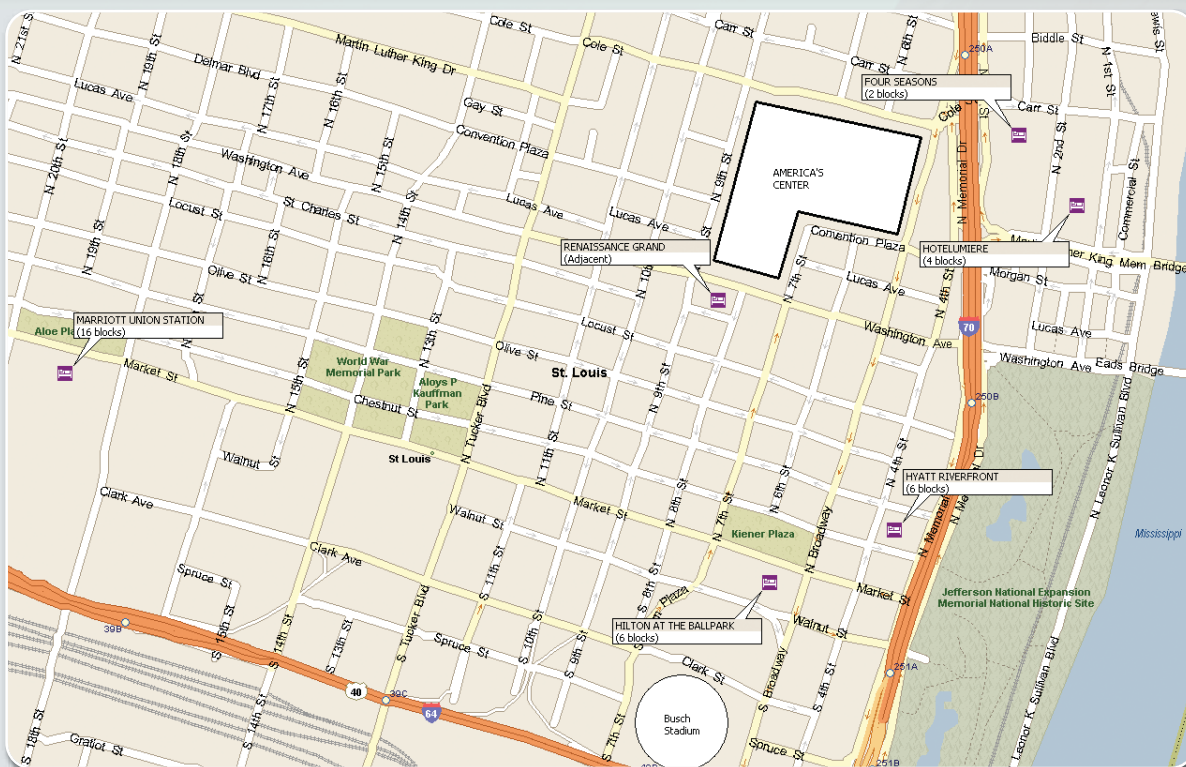 N 21st St
Cole St
Carr St
N 6th St
250A
Biddle St
N 1st St
N 19th St
Martin Luther King Dr
Cole St
Delmar Blvd
Carr St
FOUR SEASONS
(2 blocks)
Lucas Ave
N 17th St
N 16th St
Gay St
Cole
Carr St
Convention Plaza
N 2nd St
N 20th St
N 18th St
Washington Ave
N 15th St
N 9th St
AMERICA'S
CENTER
N Memorial Dr
Commercial St
Locust St
St Charles St
N 14th St
Lucas Ave
Lucas Ave
Convention Plaza
RENAISSANCE GRAND
(Adjacent)
HOTELUMIERE
(4 blocks)
King Mem Bridge
N 19th St
N 16th St
Olive St
N 7th St
Lucas Ave
N 4th St
Morgan St
MARRIOTT UNION STATION
(16 blocks)
Aloe
N 13th St
Locust St
Washington Ave
70
Lucas Ave
Market St
World War
Memorial Park
Olive St
St. Louis
Washington Ave
Eads Bridge
Aloys P
Kauffman
Park
N 15th St
Chestnut St
N Tucker Blvd
Pine St
N 9th St
250B
N Leonor K Sullivan Blvd
Walnut St
St Louis
N 11th St
N 4th St
HYATT RIVERFRONT
(6 blocks)
Clark Ave
Walnut St
Market St
N 8th St
N 7th St
N 6th St
Kiener Plaza
N Broadway
N Memorial
Mississippi
Clark Ave
Spruce St
S 11th St
S 8th St
Plaza
Market St
Jefferson National Expansion
Memorial National Historic Site
39B
S 15th St
S 14th St
S 13th St
S Tucker Blvd
S 10th St
HILTON AT THE BALLPARK
(6 blocks)
Walnut St
Spruce St
S 9th St
Clark St
S Broadway
S 4th St
251A
40
39C
64
Busch
Stadium
Leonor K Sullivan Blvd
S 18th St
Gratiot St
S 14th St
S 7th St
Spruce St
251B